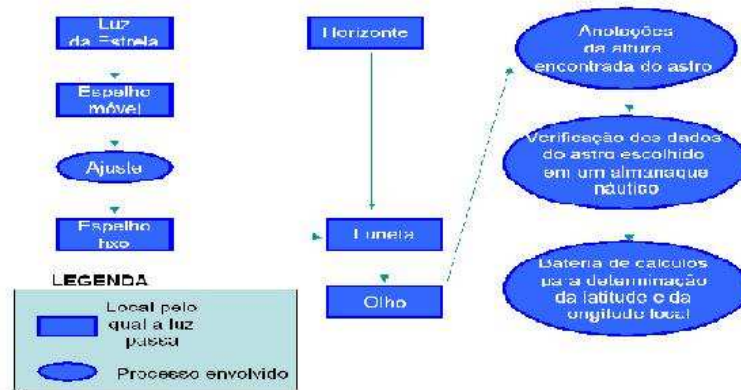 Luz
da Estrela
Espelho
móvel
Ajuste
Espelho
fixo
Horizonte
Luneta
Olho
Anotações
da altura
encontrada do astro
Verificação dos dados
do astro escolhido
em um almanaque
náutico
Bateria de cálculos
para a determinação
da latitude e da
longitude local
LEGENDA
Local pelo
qual a luz
passa
Processo envolvido